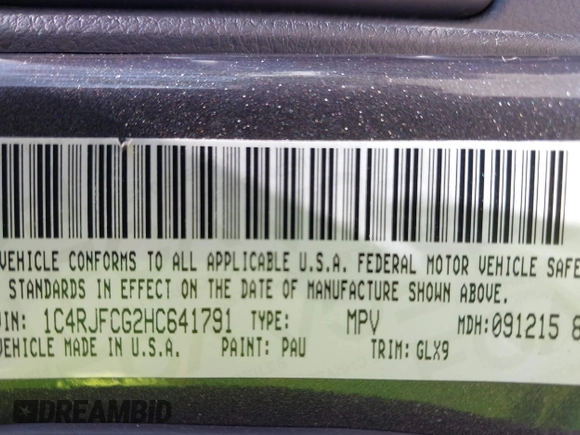 VEHICLE CONFORMS TO ALL APPLICABLE U.S.A. FEDERAL MOTOR VEHICLE SAFE
STANDARDS IN EFFECT ON THE DATE OF MANUFACTURE SHOWN ABOVE.
VIN: 1C4RJFCG2HC641791 TYPE: MPV MDH:091215 8
VEHICLE MADE IN U.S.A. PAINT: PAU TRIM: GLX9
DREAMBID